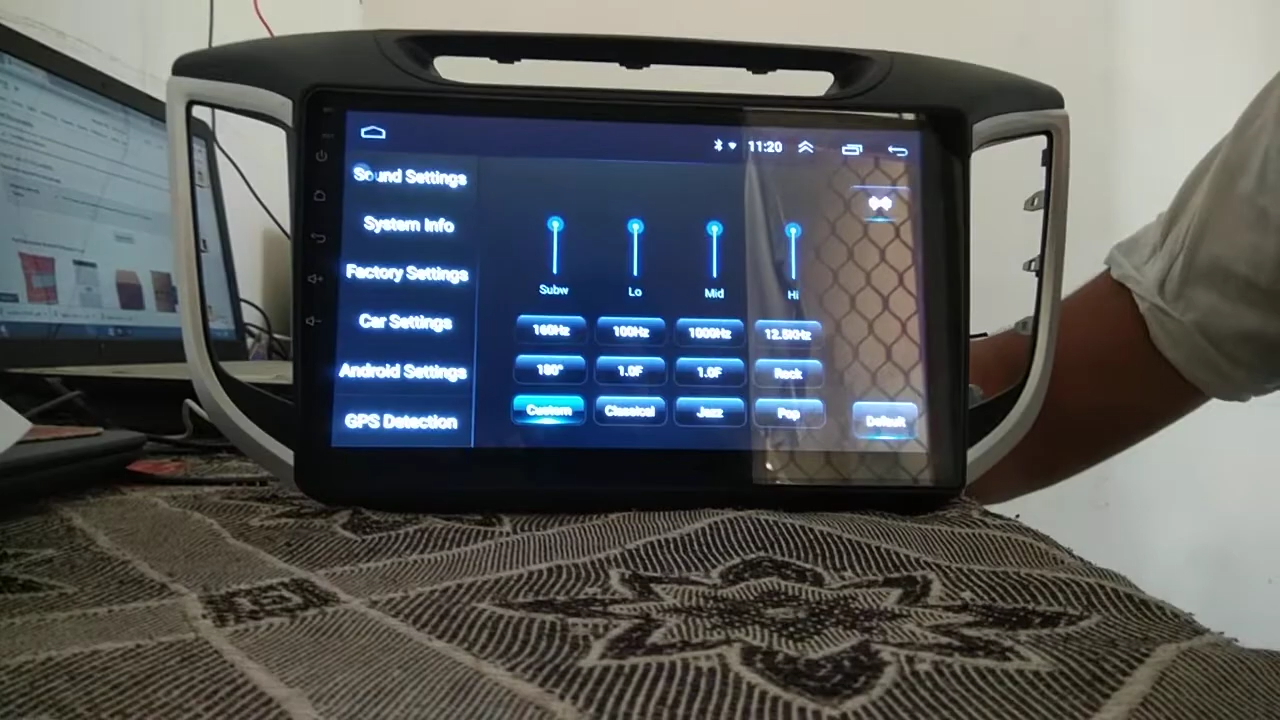 11:20
Sound Settings
System Info
Factory Settings
Car Settings
Android Settings
GPS Detection
Subw Lo Mid Hi
160Hz 100Hz 1000Hz 12.5KHz
180° 1.0F 1.0F Rock
Custom Classical Jazz Pop Default